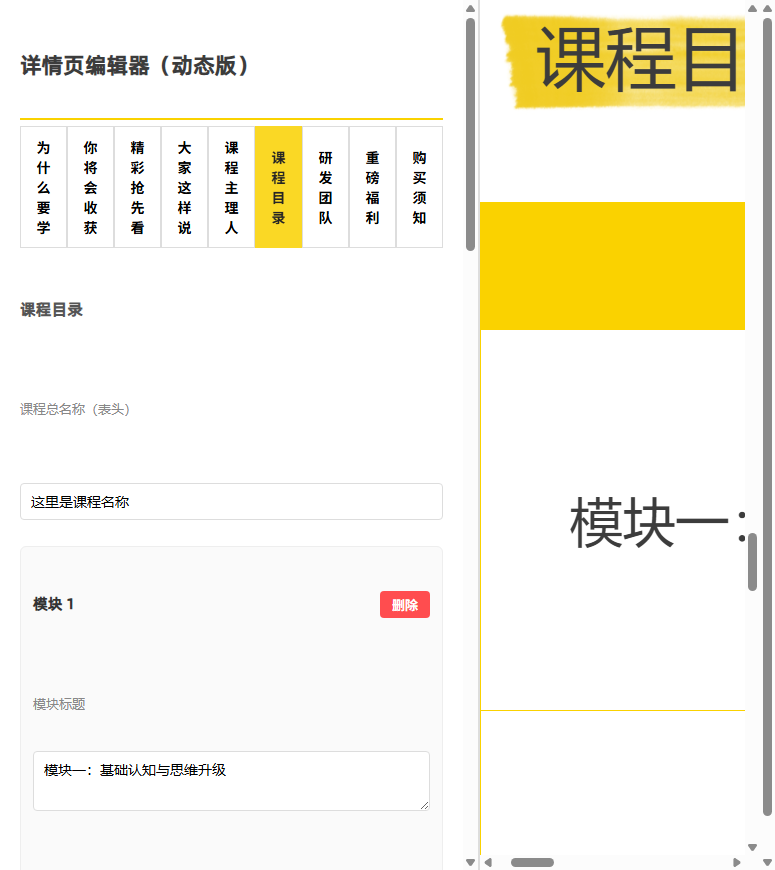 详情页编辑器（动态版）
为什么要学
你将会收获
精彩抢先看
大家这样说
课程主理人
课程目录
研发团队
重磅福利
购买须知
课程目录
课程总名称（表头）
这里是课程名称
模块 1
删除
模块标题
模块一：基础认知与思维升级
课程目
模块一：